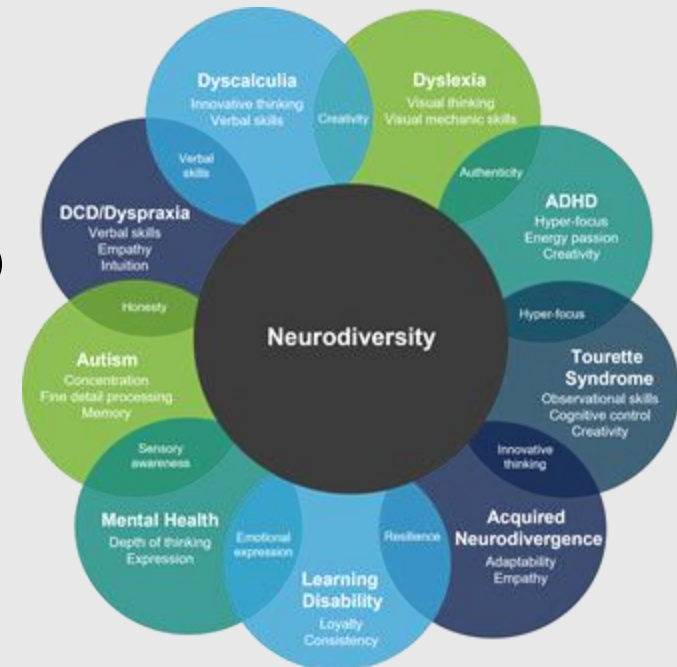 Dyscalculia
Innovative thinking
Verbal skills
Creativity
Dyslexia
Visual thinking
Visual mechanic skills
Authenticity
ADHD
Hyper-focus
Energy passion
Creativity
Hyper-focus
Tourette
Syndrome
Observational skills
Cognitive control
Creativity
Innovative
thinking
Acquired
Neurodivergence
Adaptability
Empathy
Resilience
Learning
Disability
Loyalty
Consistency
Emotional
expression
Mental Health
Depth of thinking
Expression
Sensory
awareness
Autism
Concentration
Fine detail processing
Memory
Honesty
DCD/Dyspraxia
Verbal skills
Empathy
Intuition
Verbal
skills
Neurodiversity
)